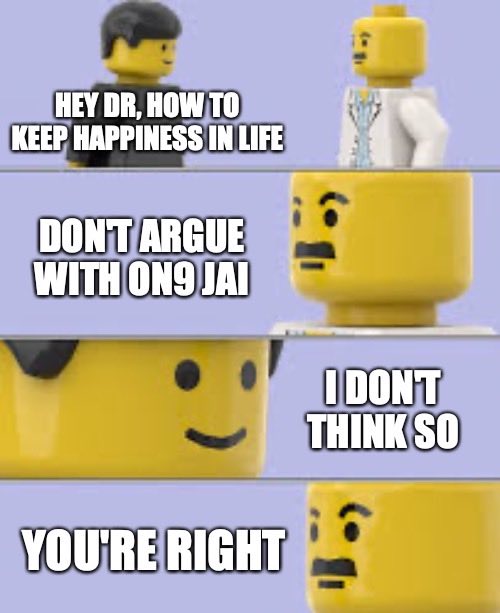 HEY DR, HOW TO
KEEP HAPPINESS IN LIFE
DON'T ARGUE
WITH ON9 JAI
I DON'T
THINK SO
YOU'RE RIGHT